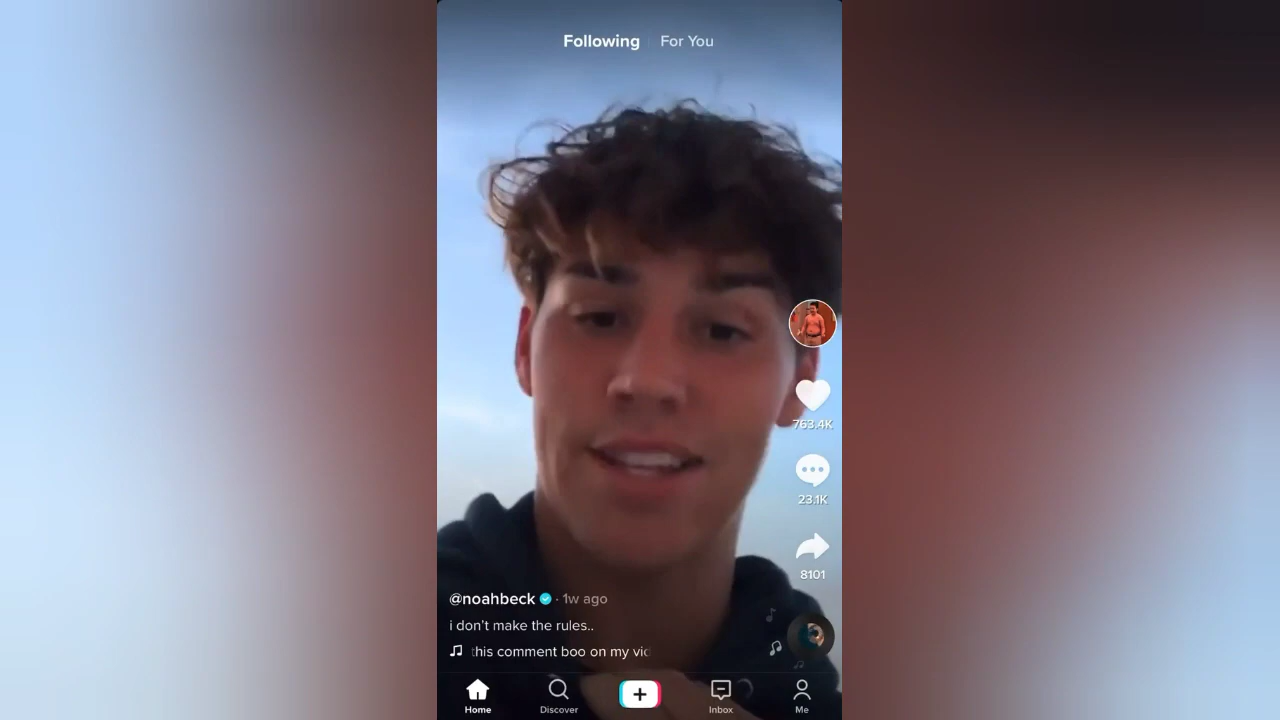 Following For You
763.4K
23.1K
8101
@noahbeck · 1w ago
i don't make the rules..
this comment boo on my vid
Home Discover Inbox Me